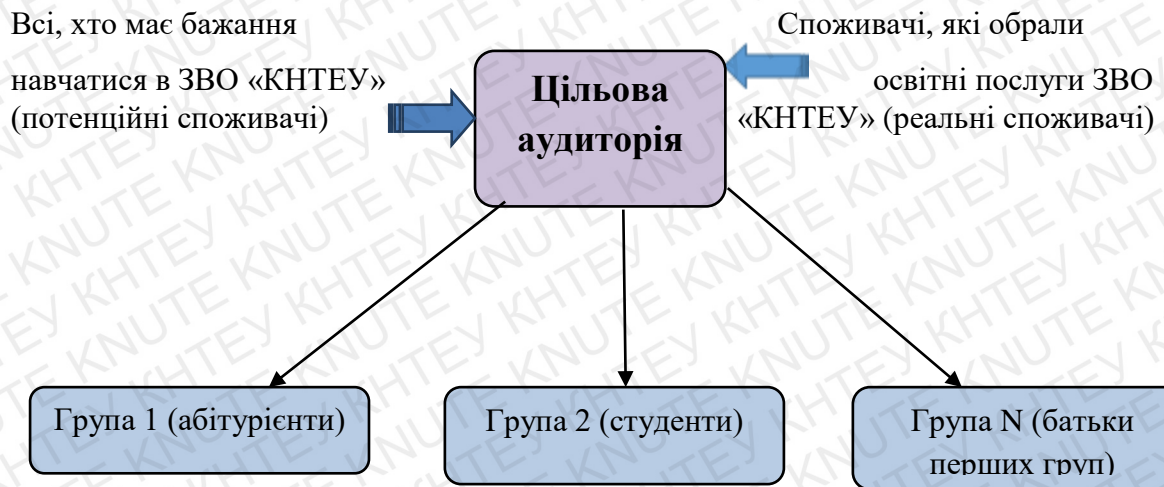 Всі, хто має бажання
навчатися в ЗВО «КНТЕУ»
(потенційні споживачі)
Споживачі, які обрали
освітні послуги ЗВО
«КНТЕУ» (реальні споживачі)
Цільова
аудиторія
Група 1 (абітурієнти)
Група 2 (студенти)
Група N (батьки
перших груп)